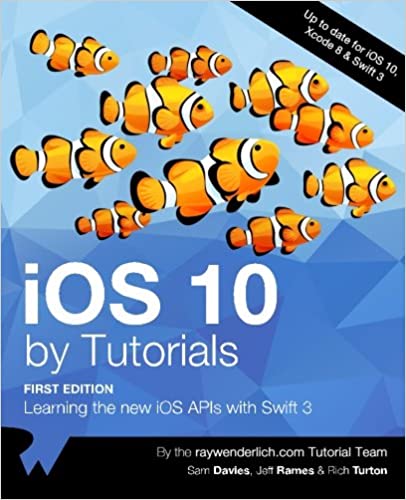 Up to date for iOS 10,
Xcode 8 & Swift 3
iOS 10
by Tutorials
FIRST EDITION
Learning the new iOS APIs with Swift 3
By the raywenderlich.com Tutorial Team
Sam Davies, Jeff Rames & Rich Turton